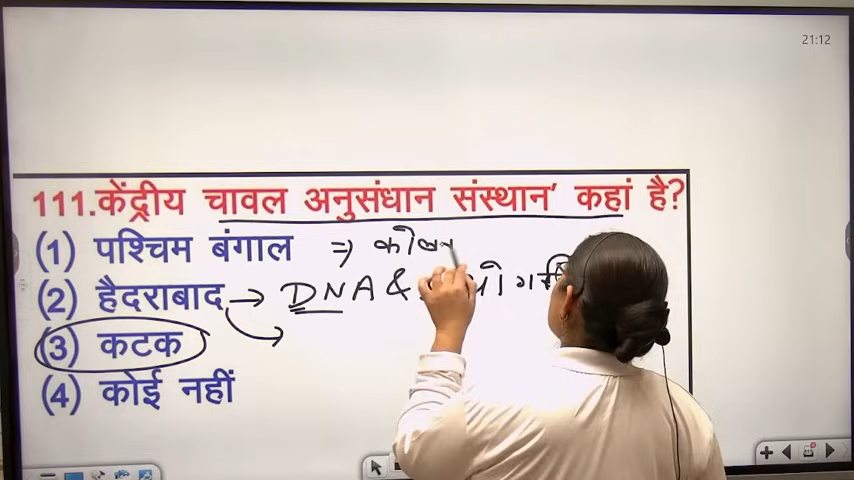 21:12
111.केंद्रीय चावल अनुसंधान संस्थान' कहां है?
(1) पश्चिम बंगाल ⇒
(2) हैदराबाद → DNA &
(3) कटक
(4) कोई नहीं